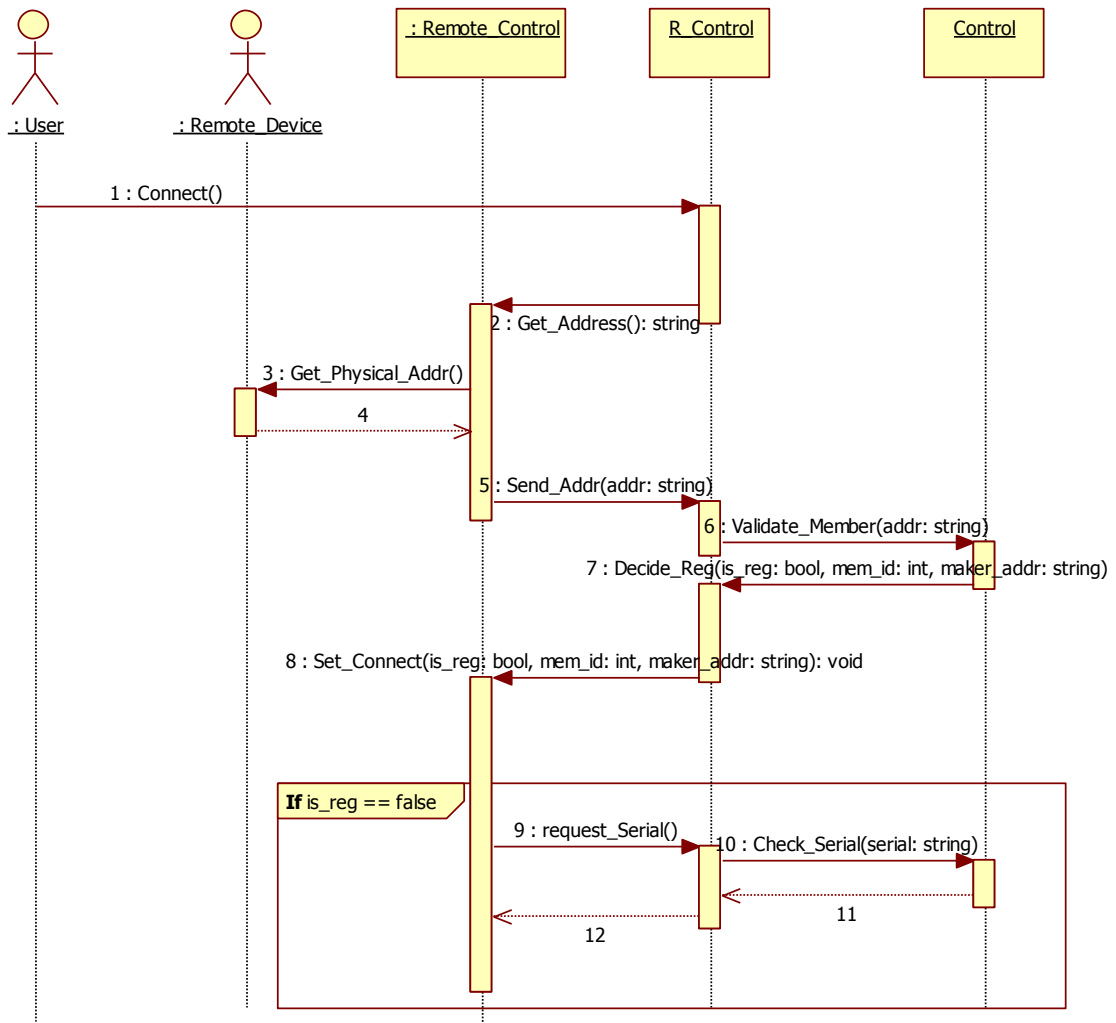 : Remote_Control
R_Control
Control
: User
: Remote_Device
1 : Connect()
2 : Get_Address(): string
3 : Get_Physical_Addr()
4
5 : Send_Addr(addr: string)
6 : Validate_Member(addr: string)
7 : Decide_Reg(is_reg: bool, mem_id: int, maker_addr: string)
8 : Set_Connect(is_reg: bool, mem_id: int, maker_addr: string): void
If is_reg == false
9 : request_Serial()
10 : Check_Serial(serial: string)
11
12